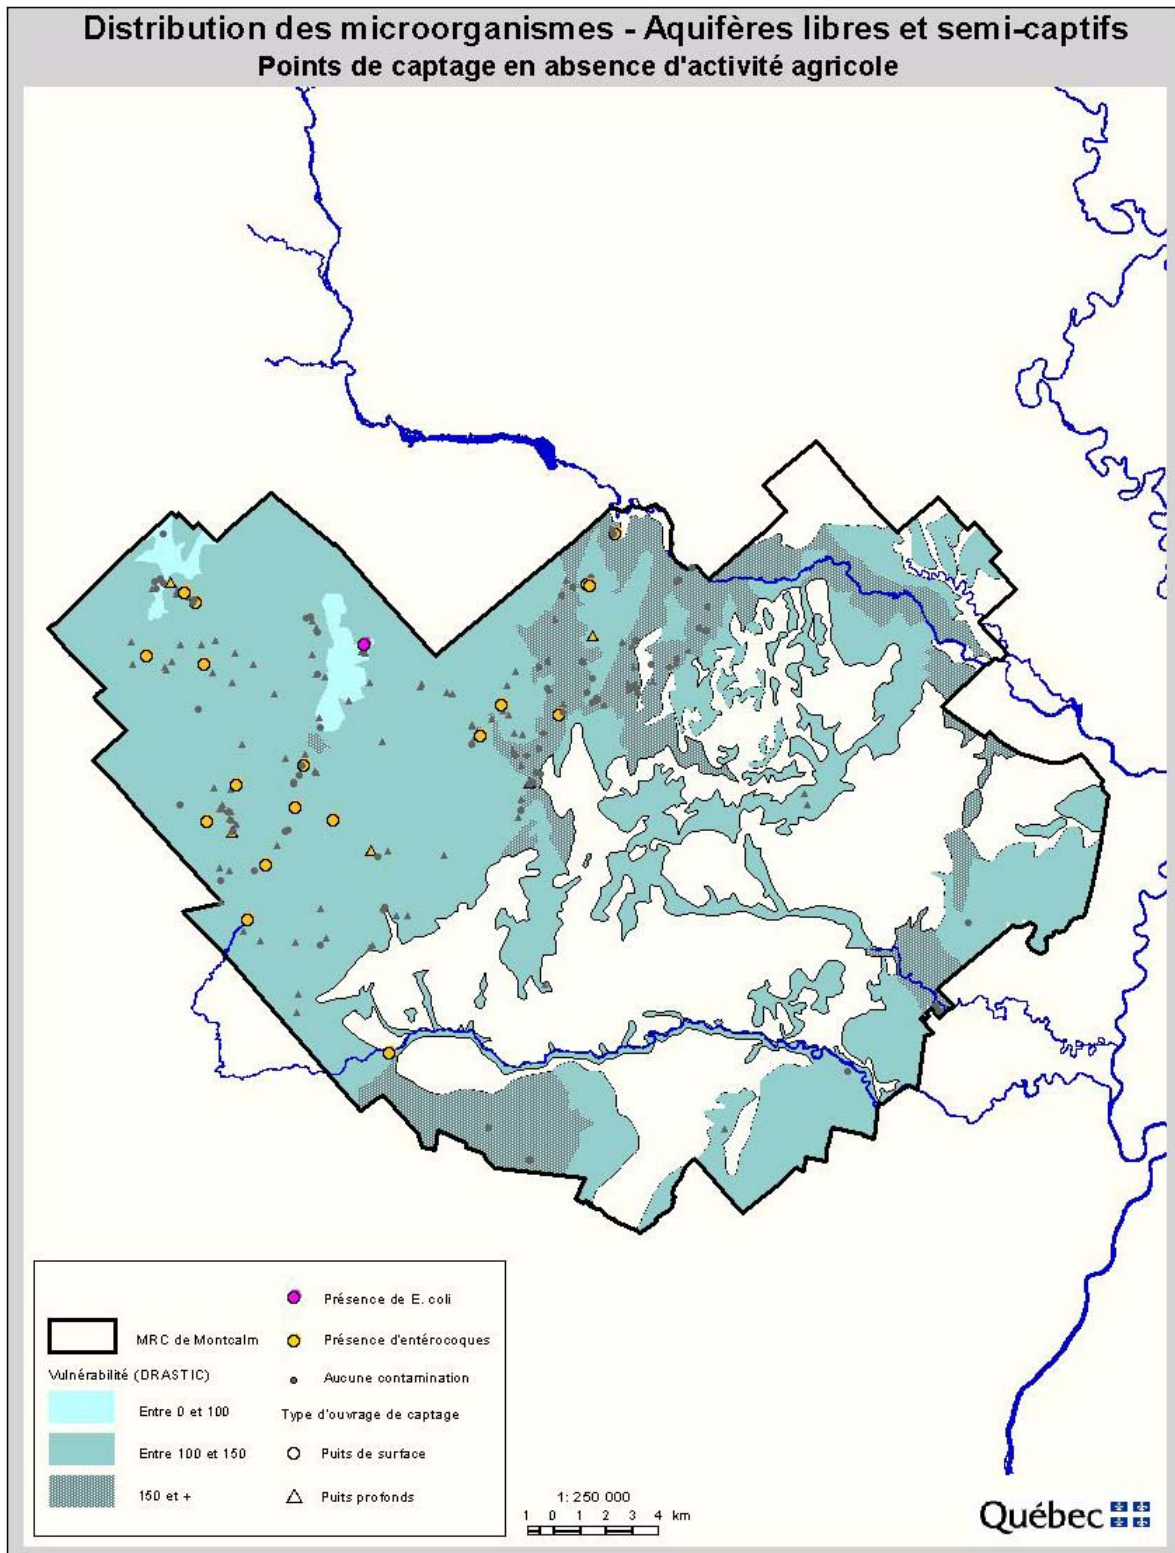 Distribution des microorganismes - Aquifères libres et semi-captifs
Points de captage en absence d'activité agricole
MRC de Montcalm
Vulnérabilité (DRASTIC)
Entre 0 et 100
Entre 100 et 150
150 et +
Présence de E. coli
Présence d'entérocoques
Aucune contamination
Type d'ouvrage de captage
Puits de surface
Puits profonds
1: 250 000
1 0 1 2 3 4 km
Québec